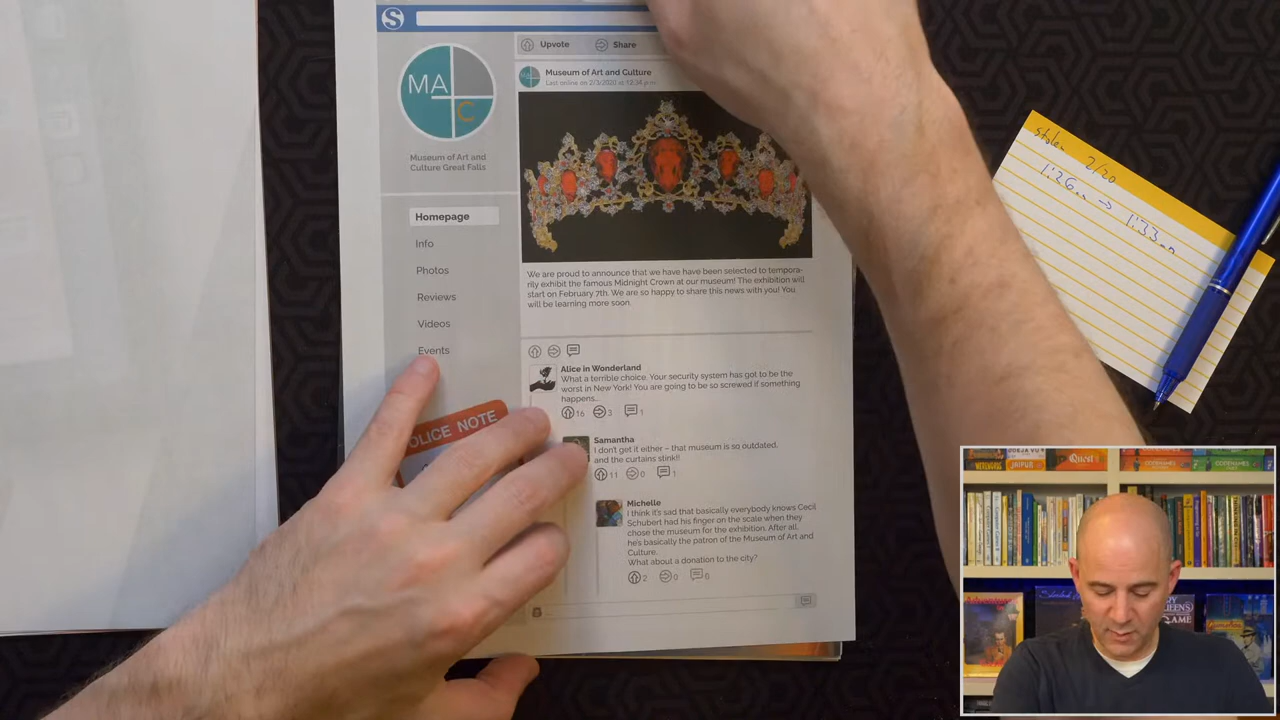 S
Upvote Share
MA
C
Museum of Art and Culture
Last online on 2/3/2020 at 12:34 p.m.
Museum of Art and
Culture Great Falls
Homepage
Info
Photos
Reviews
Videos
Events
We are proud to announce that we have have been selected to tempora-
rily exhibit the famous Midnight Crown at our museum! The exhibition will
start on February 7th. We are so happy to share this news with you! You
will be learning more soon.
Alice in Wonderland
What a terrible choice. Your security system has got to be the
worst in New York! You are going to be so screwed if something
happens...
16 3 1
Samantha
I don't get it either – that museum is so outdated,
and the curtains stink!!
11 0 1
Michelle
I think it's sad that basically everybody knows Cecil
Schubert had his finger on the scale when they
chose the museum for the exhibition. After all,
he's basically the patron of the Museum of Art and
Culture.
What about a donation to the city?
2 0 0
OLICE NOTE
stolen 2/20
1:26 → 1:33
JAIPUR
Quest
CODENAMES
CODENAMES
GAME